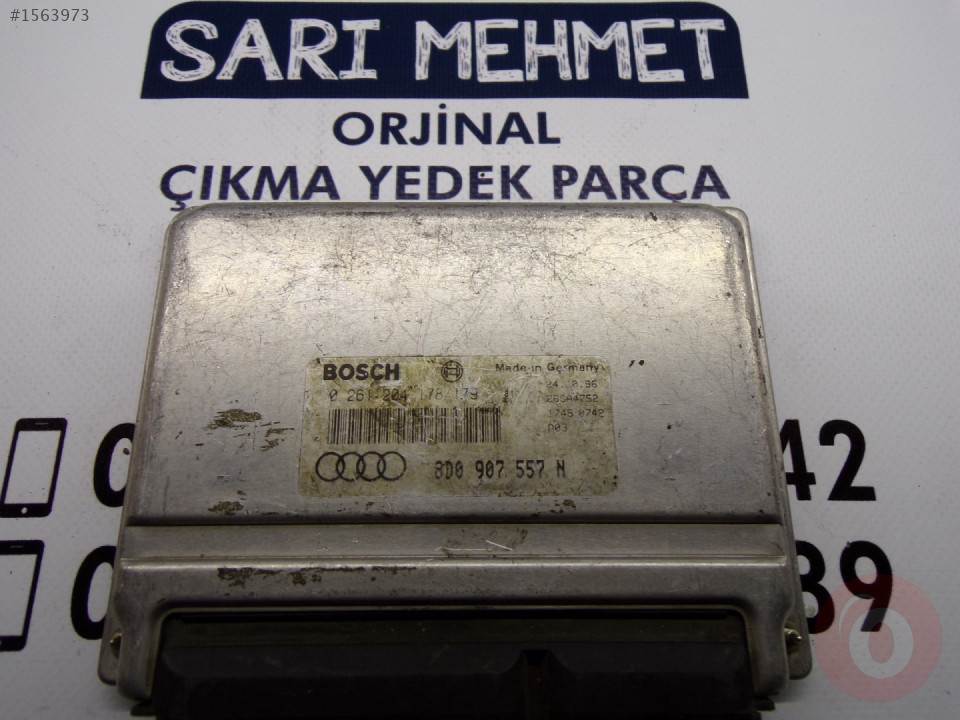 #1563973
SARI MEHMET
ORJİNAL
ÇIKMA YEDEK PARÇA
BOSCH Made in Germany
0 261 204 178/179
8D0 907 557 N
42
39